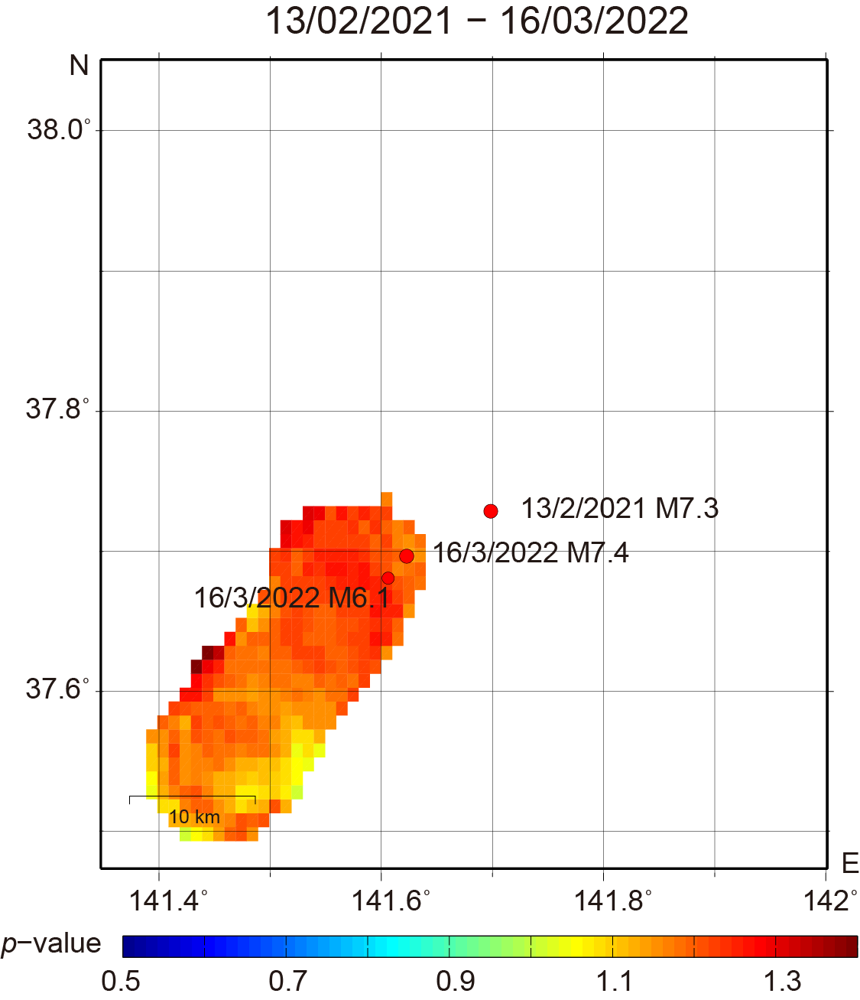 13/02/2021 − 16/03/2022
N
38.0°
37.8°
13/2/2021 M7.3
16/3/2022 M7.4
16/3/2022 M6.1
37.6°
10 km
E
141.4° 141.6° 141.8° 142°
p−value
0.5 0.7 0.9 1.1 1.3